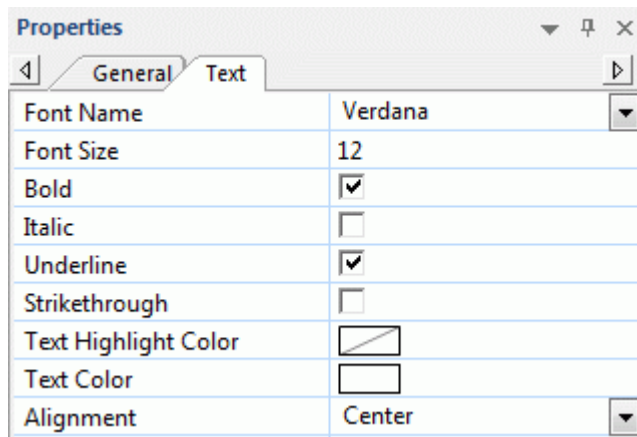 Properties
General Text
Font Name Verdana
Font Size 12
Bold
Italic
Underline
Strikethrough
Text Highlight Color
Text Color
Alignment Center